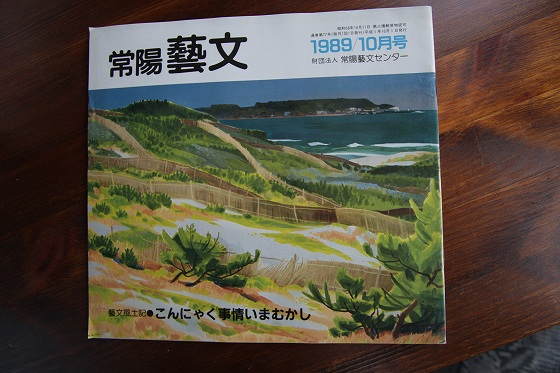 常陽藝文
1989/10月号
財団法人 常陽藝文センター
藝文風土記●こんにゃく事情いまむかし